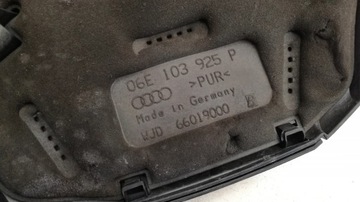 06E 103 925 P
>PUR<
Made in Germany
WJD 66019000